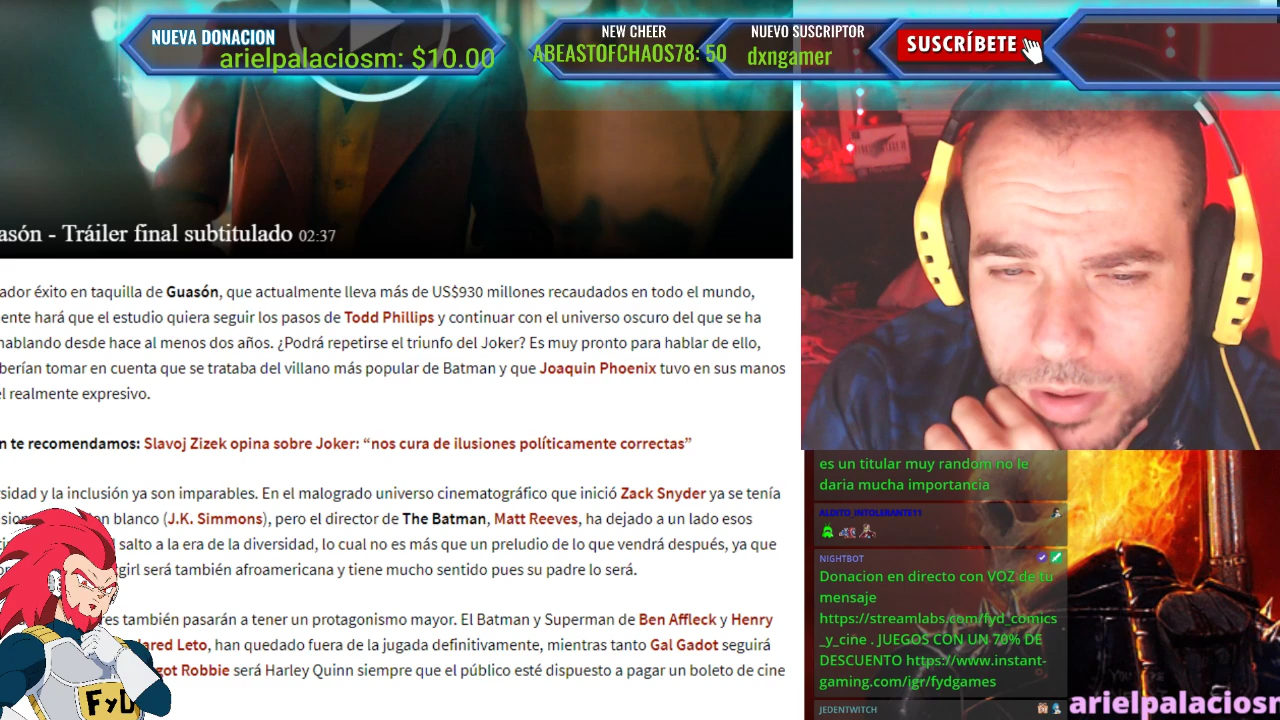 NUEVA DONACION
arielpalaciosm: $10.00
NEW CHEER
ABEASTOFCHAOS78: 50
NUEVO SUSCRIPTOR
dxngamer
SUSCRÍBETE
asón - Tráiler final subtitulado 02:37
ador éxito en taquilla de Guasón, que actualmente lleva más de US$930 millones recaudados en todo el mundo,
ente hará que el estudio quiera seguir los pasos de Todd Phillips y continuar con el universo oscuro del que se ha
hablando desde hace al menos dos años. ¿Podrá repetirse el triunfo del Joker? Es muy pronto para hablar de ello,
berían tomar en cuenta que se trataba del villano más popular de Batman y que Joaquin Phoenix tuvo en sus manos
el realmente expresivo.
n te recomendamos: Slavoj Zizek opina sobre Joker: “nos cura de ilusiones políticamente correctas”
rsidad y la inclusión ya son imparables. En el malogrado universo cinematográfico que inició Zack Snyder ya se tenía
sion n blanco (J.K. Simmons), pero el director de The Batman, Matt Reeves, ha dejado a un lado esos
salto a la era de la diversidad, lo cual no es más que un preludio de lo que vendrá después, ya que
girl será también afroamericana y tiene mucho sentido pues su padre lo será.
res también pasarán a tener un protagonismo mayor. El Batman y Superman de Ben Affleck y Henry
ared Leto, han quedado fuera de la jugada definitivamente, mientras tanto Gal Gadot seguirá
got Robbie será Harley Quinn siempre que el público esté dispuesto a pagar un boleto de cine
FyD
es un titular muy random no le
daria mucha importancia
ALDITO_INTOLERANTE11
NIGHTBOT
Donacion en directo con VOZ de tu
mensaje
https://streamlabs.com/fyd_comics
_y_cine . JUEGOS CON UN 70% DE
DESCUENTO https://www.instant-
gaming.com/igr/fydgames
JEDENTWITCH
arielpalaciosr